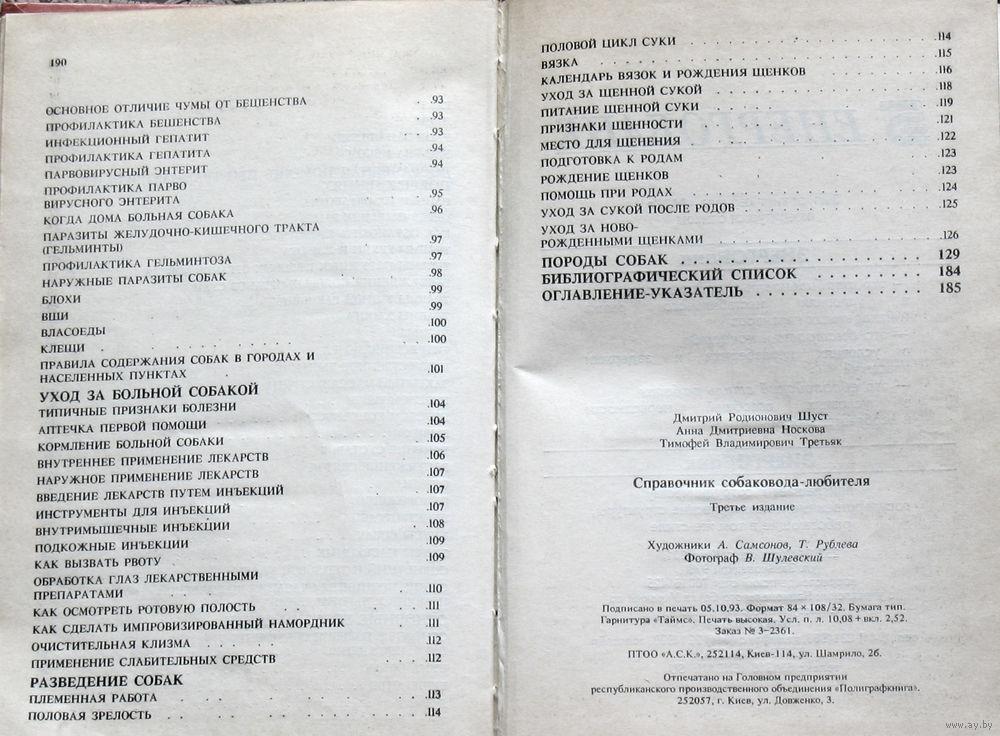 190
ОСНОВНОЕ ОТЛИЧИЕ ЧУМЫ ОТ БЕШЕНСТВА . .93
ПРОФИЛАКТИКА БЕШЕНСТВА . .93
ИНФЕКЦИОННЫЙ ГЕПАТИТ .93
ПРОФИЛАКТИКА ГЕПАТИТА .94
ПАРВОВИРУСНЫЙ ЭНТЕРИТ .94
ПРОФИЛАКТИКА ПАРВО
ВИРУСНОГО ЭНТЕРИТА .95
КОГДА ДОМА БОЛЬНАЯ СОБАКА .96
ПАРАЗИТЫ ЖЕЛУДОЧНО-КИШЕЧНОГО ТРАКТА
(ГЕЛЬМИНТЫ) .97
ПРОФИЛАКТИКА ГЕЛЬМИНТОЗА .97
НАРУЖНЫЕ ПАРАЗИТЫ СОБАК .98
БЛОХИ .99
ВШИ .99
ВЛАСОЕДЫ .100
КЛЕЩИ .100
ПРАВИЛА СОДЕРЖАНИЯ СОБАК В ГОРОДАХ И
НАСЕЛЕННЫХ ПУНКТАХ .101
УХОД ЗА БОЛЬНОЙ СОБАКОЙ
ТИПИЧНЫЕ ПРИЗНАКИ БОЛЕЗНИ .104
АПТЕЧКА ПЕРВОЙ ПОМОЩИ .104
КОРМЛЕНИЕ БОЛЬНОЙ СОБАКИ .105
ВНУТРЕННЕЕ ПРИМЕНЕНИЕ ЛЕКАРСТВ .106
НАРУЖНОЕ ПРИМЕНЕНИЕ ЛЕКАРСТВ .107
ВВЕДЕНИЕ ЛЕКАРСТВ ПУТЕМ ИНЪЕКЦИЙ .107
ИНСТРУМЕНТЫ ДЛЯ ИНЪЕКЦИЙ .107
ВНУТРИМЫШЕЧНЫЕ ИНЪЕКЦИИ .108
ПОДКОЖНЫЕ ИНЪЕКЦИИ .109
КАК ВЫЗВАТЬ РВОТУ .109
ОБРАБОТКА ГЛАЗ ЛЕКАРСТВЕННЫМИ
ПРЕПАРАТАМИ .110
КАК ОСМОТРЕТЬ РОТОВУЮ ПОЛОСТЬ .111
КАК СДЕЛАТЬ ИМПРОВИЗИРОВАННЫЙ НАМОРДНИК .111
ОЧИСТИТЕЛЬНАЯ КЛИЗМА .112
ПРИМЕНЕНИЕ СЛАБИТЕЛЬНЫХ СРЕДСТВ .112
РАЗВЕДЕНИЕ СОБАК
ПЛЕМЕННАЯ РАБОТА .113
ПОЛОВАЯ ЗРЕЛОСТЬ .114
ПОЛОВОЙ ЦИКЛ СУКИ .114
ВЯЗКА .115
КАЛЕНДАРЬ ВЯЗОК И РОЖДЕНИЯ ЩЕНКОВ .116
УХОД ЗА ЩЕННОЙ СУКОЙ .118
ПИТАНИЕ ЩЕННОЙ СУКИ .119
ПРИЗНАКИ ЩЕННОСТИ .121
МЕСТО ДЛЯ ЩЕНЕНИЯ .122
ПОДГОТОВКА К РОДАМ .123
РОЖДЕНИЕ ЩЕНКОВ .123
ПОМОЩЬ ПРИ РОДАХ .124
УХОД ЗА СУКОЙ ПОСЛЕ РОДОВ .125
УХОД ЗА НОВО-
РОЖДЕННЫМИ ЩЕНКАМИ .126
ПОРОДЫ СОБАК 129
БИБЛИОГРАФИЧЕСКИЙ СПИСОК 184
ОГЛАВЛЕНИЕ-УКАЗАТЕЛЬ 185
Дмитрий Родионович Шуст
Анна Дмитриевна Носкова
Тимофей Владимирович Третьяк
Справочник собаковода-любителя
Третье издание
Художники А. Самсонов, Т. Рублева
Фотограф В. Шулевский
Подписано в печать 05.10.93. Формат 84 × 108/32. Бумага тип.
Гарнитура «Таймс». Печать высокая. Усл. п. л. 10,08 + вкл. 2,52.
Заказ № 3-2361.
ПТОО «А.С.К.», 252114, Киев-114, ул. Шамрило, 26.
Отпечатано на Головном предприятии
республиканского производственного объединения «Полиграфкнига».
252057, г. Киев, ул. Довженко, 3.
www.ay.by